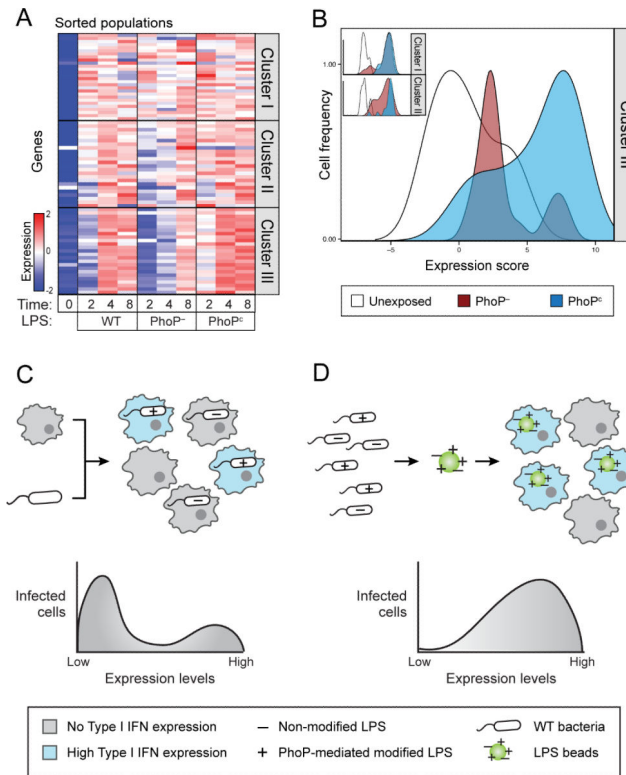 A
Sorted populations
Genes
Cluster I
Cluster II
Cluster III
Expression
2
0
-2
Time: 0 2 4 8 2 4 8 2 4 8
LPS: WT PhoP⁻ PhoPᶜ
B
Cluster I
Cluster II
Cluster III
Cell frequency
1.00
0.00
-5 0 5 10
Expression score
Unexposed PhoP⁻ PhoPᶜ
C
Infected
cells
Low High
Expression levels
D
Infected
cells
Low High
Expression levels
No Type I IFN expression − Non-modified LPS WT bacteria
High Type I IFN expression + PhoP-mediated modified LPS LPS beads